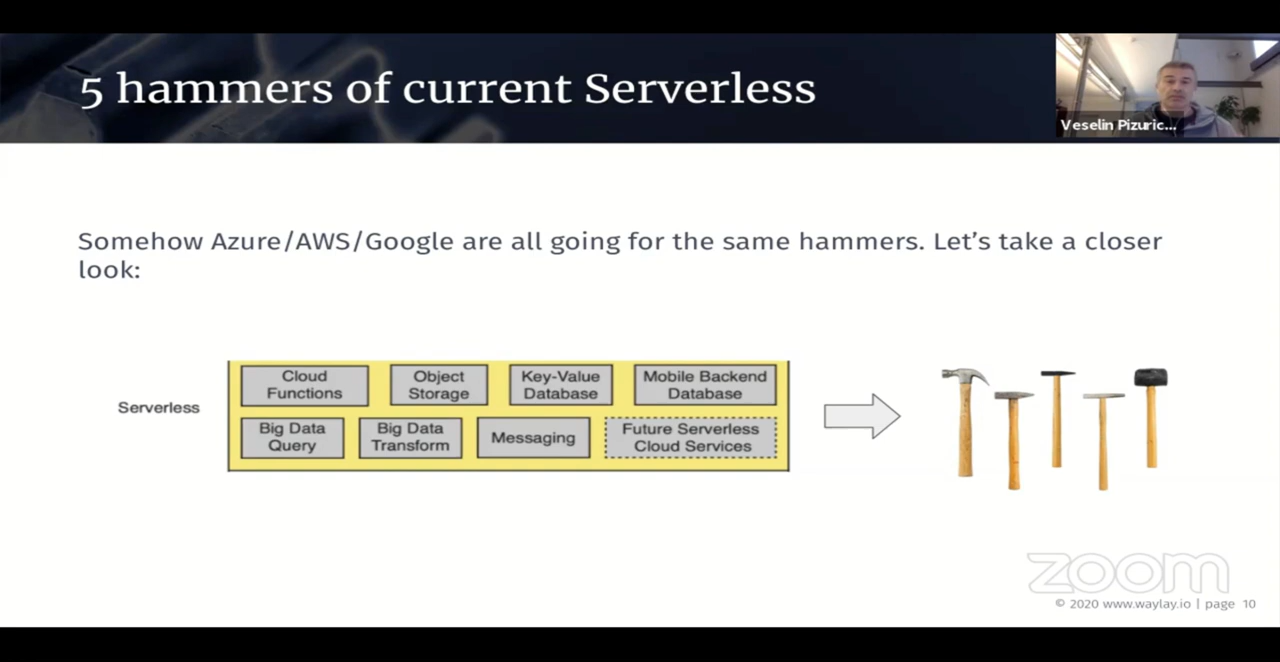 5 hammers of current Serverless
Veselin Pizuric...
Somehow Azure/AWS/Google are all going for the same hammers. Let's take a closer
look:
Serverless
Cloud
Functions
Object
Storage
Key-Value
Database
Mobile Backend
Database
Big Data
Query
Big Data
Transform
Messaging
Future Serverless
Cloud Services
zoom
© 2020 www.waylay.io | page 10